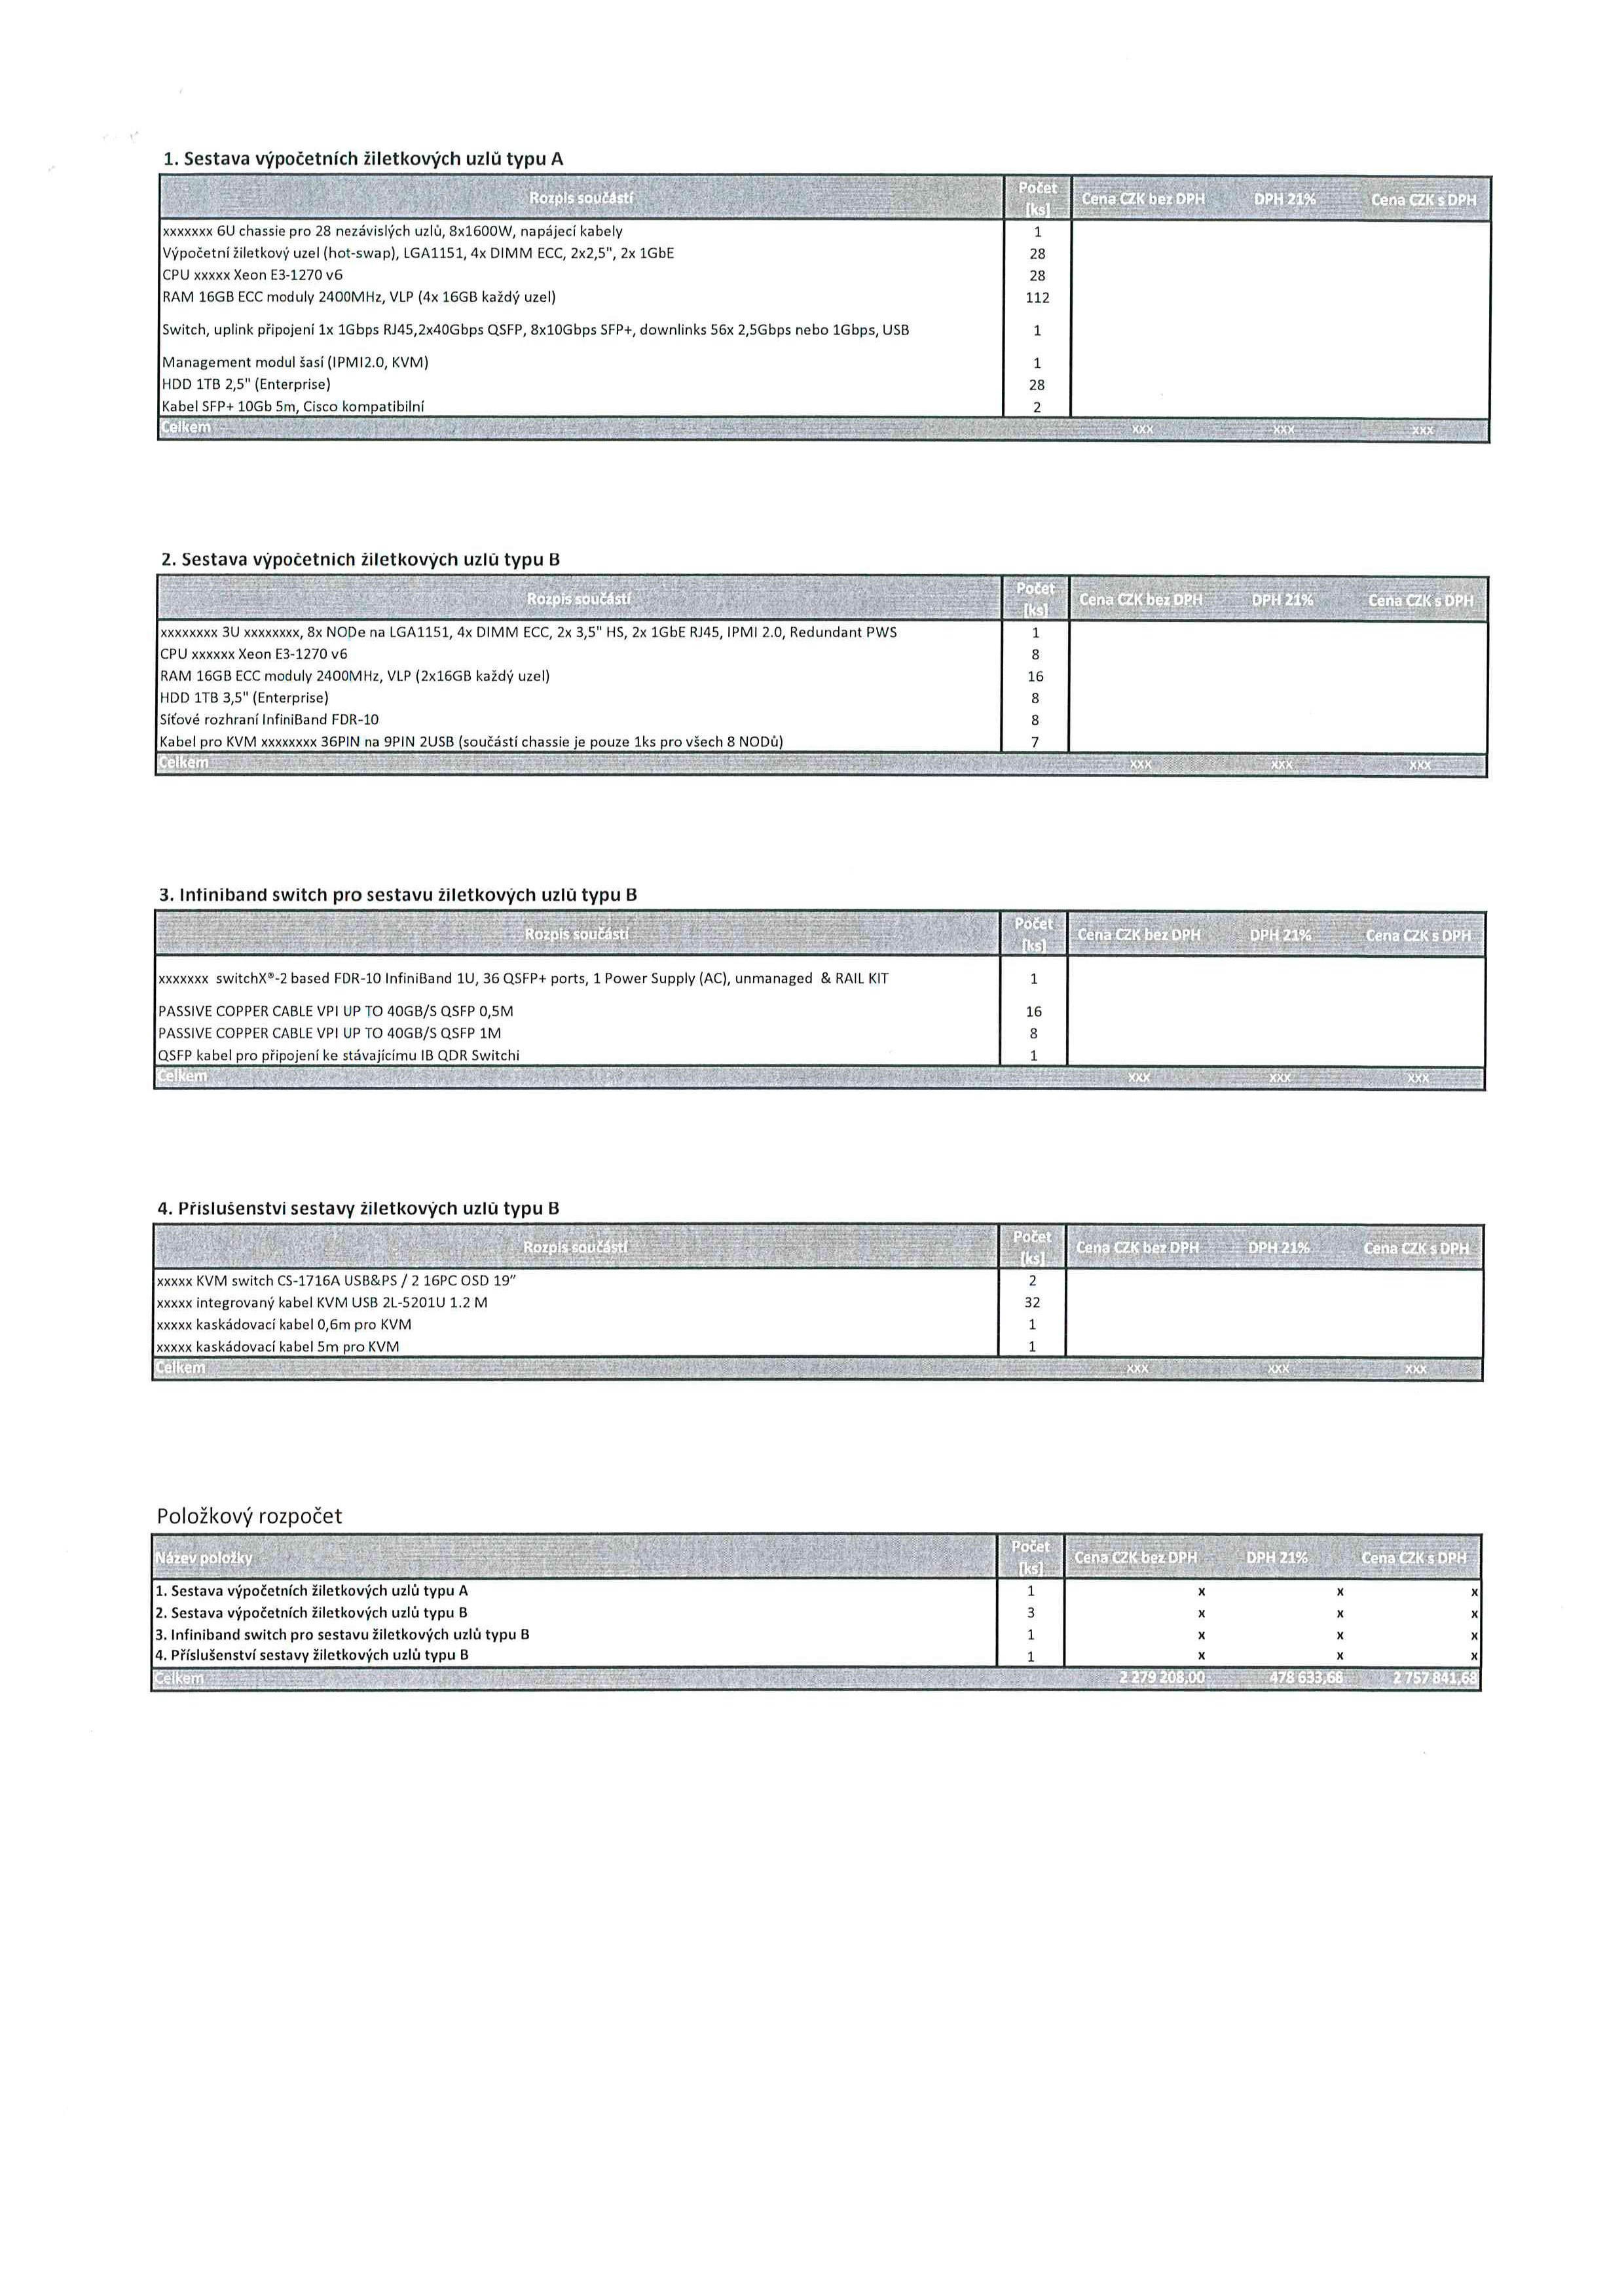 1. Sestava výpočetních žiletkových uzlů typu A
Rozpis součástí Počet [ks] Cena CZK bez DPH DPH 21% Cena CZK s DPH
xxxxxxx 6U chassie pro 28 nezávislých uzlů, 8x1600W, napájecí kabely 1
Výpočetní žiletkový uzel (hot-swap), LGA1151, 4x DIMM ECC, 2x2,5", 2x 1GbE 28
CPU xxxxx Xeon E3-1270 v6 28
RAM 16GB ECC moduly 2400MHz, VLP (4x 16GB každý uzel) 112
Switch, uplink připojení 1x 1Gbps RJ45,2x40Gbps QSFP, 8x10Gbps SFP+, downlinks 56x 2,5Gbps nebo 1Gbps, USB 1
Management modul šasí (IPMI2.0, KVM) 1
HDD 1TB 2,5" (Enterprise) 28
Kabel SFP+ 10Gb 5m, Cisco kompatibilní 2
Celkem xxx xxx xxx
2. Sestava výpočetních žiletkových uzlů typu B
Rozpis součástí Počet [ks] Cena CZK bez DPH DPH 21% Cena CZK s DPH
xxxxxxxx 3U xxxxxxxx, 8x NODe na LGA1151, 4x DIMM ECC, 2x 3,5" HS, 2x 1GbE RJ45, IPMI 2.0, Redundant PWS 1
CPU xxxxxx Xeon E3-1270 v6 8
RAM 16GB ECC moduly 2400MHz, VLP (2x16GB každý uzel) 16
HDD 1TB 3,5" (Enterprise) 8
Síťové rozhraní InfiniBand FDR-10 8
Kabel pro KVM xxxxxxxx 36PIN na 9PIN 2USB (součástí chassie je pouze 1ks pro všech 8 NODů) 7
Celkem xxx xxx xxx
3. Infiniband switch pro sestavu žiletkových uzlů typu B
Rozpis součástí Počet [ks] Cena CZK bez DPH DPH 21% Cena CZK s DPH
xxxxxxx switchX®-2 based FDR-10 InfiniBand 1U, 36 QSFP+ ports, 1 Power Supply (AC), unmanaged & RAIL KIT 1
PASSIVE COPPER CABLE VPI UP TO 40GB/S QSFP 0,5M 16
PASSIVE COPPER CABLE VPI UP TO 40GB/S QSFP 1M 8
QSFP kabel pro připojení ke stávajícímu IB QDR Switchi 1
Celkem xxx xxx xxx
4. Příslušenství sestavy žiletkových uzlů typu B
Rozpis součástí Počet [ks] Cena CZK bez DPH DPH 21% Cena CZK s DPH
xxxxx KVM switch CS-1716A USB&PS / 2 16PC OSD 19” 2
xxxxx integrovaný kabel KVM USB 2L-5201U 1.2 M 32
xxxxx kaskádovací kabel 0,6m pro KVM 1
xxxxx kaskádovací kabel 5m pro KVM 1
Celkem xxx xxx xxx
Položkový rozpočet
Název položky Počet [ks] Cena CZK bez DPH DPH 21% Cena CZK s DPH
1. Sestava výpočetních žiletkových uzlů typu A 1 x x x
2. Sestava výpočetních žiletkových uzlů typu B 3 x x x
3. Infiniband switch pro sestavu žiletkových uzlů typu B 1 x x x
4. Příslušenství sestavy žiletkových uzlů typu B 1 x x x
Celkem 2 279 208,00 478 633,68 2 757 841,68